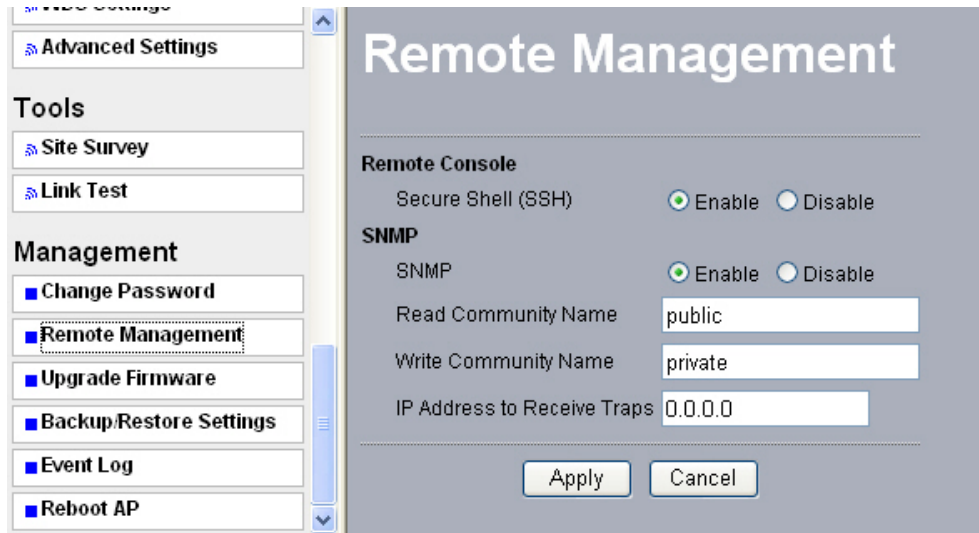 Advanced Settings
Tools
Site Survey
Link Test
Management
Change Password
Remote Management
Upgrade Firmware
Backup/Restore Settings
Event Log
Reboot AP
Remote Management
Remote Console
Secure Shell (SSH) Enable Disable
SNMP
SNMP Enable Disable
Read Community Name public
Write Community Name private
IP Address to Receive Traps 0.0.0.0
Apply Cancel